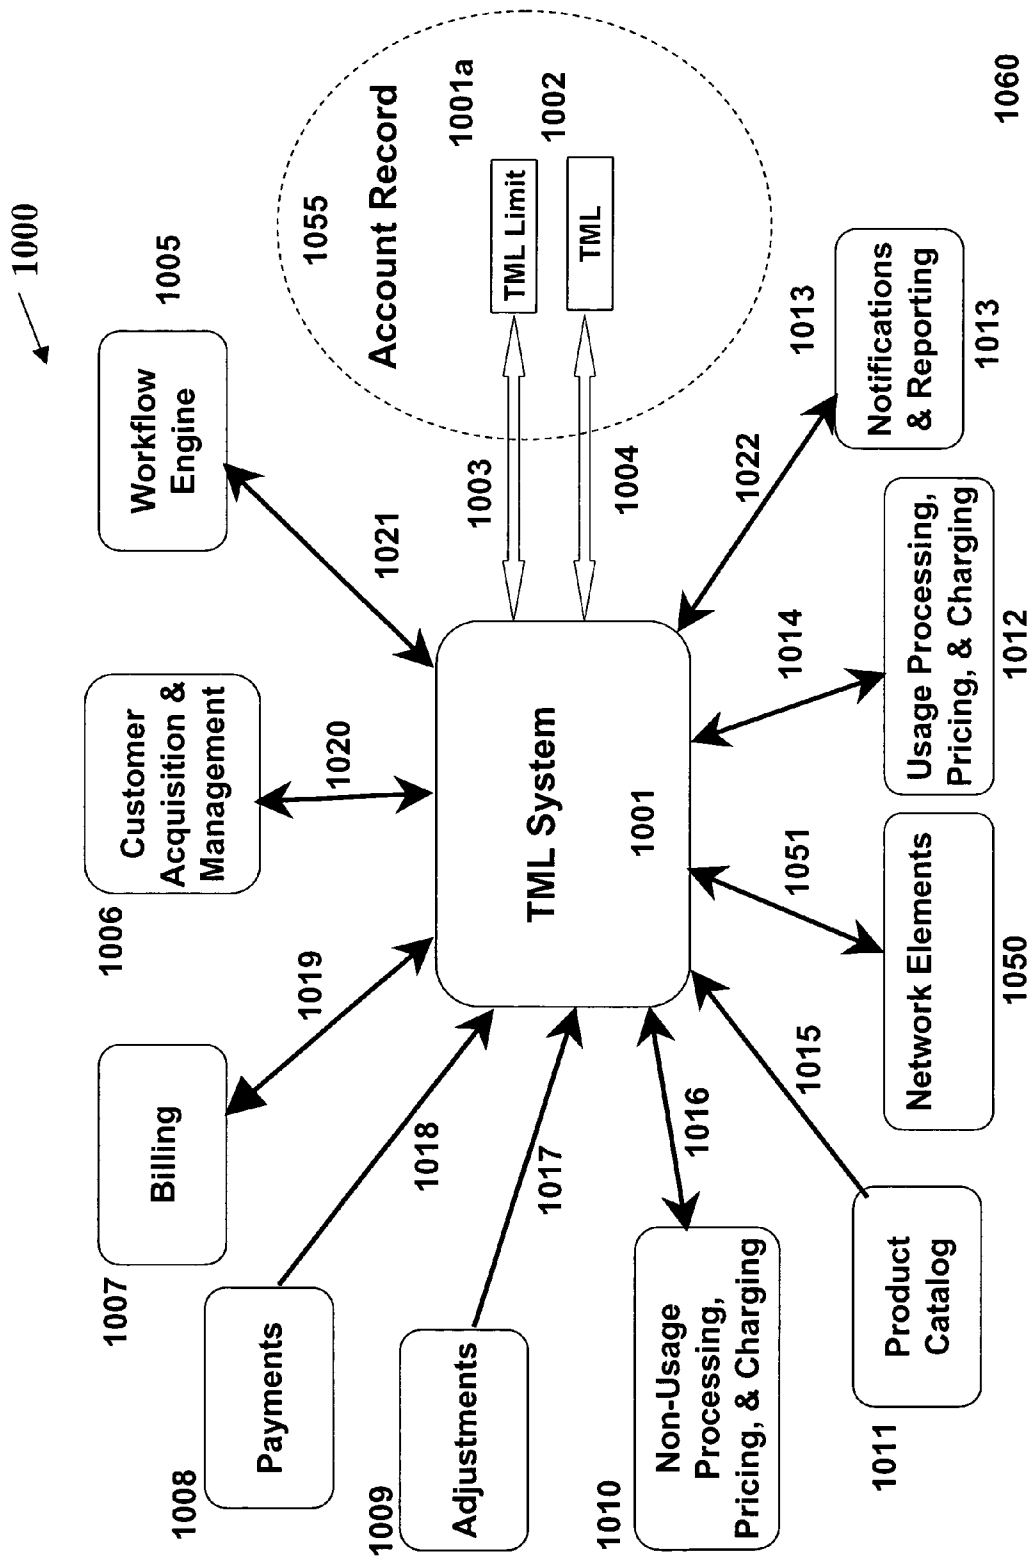 1000
1005
Workflow
Engine
1021
1006
Customer
Acquisition &
Management
1020
1007
Billing
1019
1008
Payments
1018
1009
Adjustments
1017
1010
Non-Usage
Processing,
Pricing, & Charging
1016
1011
Product
Catalog
1015
TML System
1001
1055
Account Record
1001a
TML Limit
1002
TML
1003
1004
1022
1013
Notifications
& Reporting
1013
1014
Usage Processing,
Pricing, & Charging
1012
1051
Network Elements
1050
1060